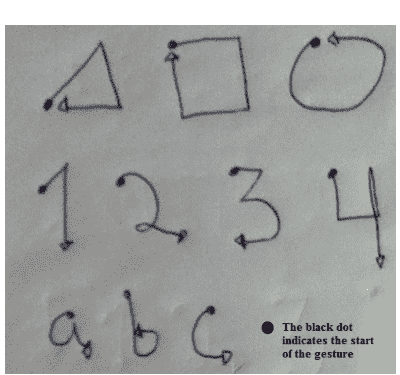 1 2 3 4
a b c
The black dot
indicates the start
of the gesture